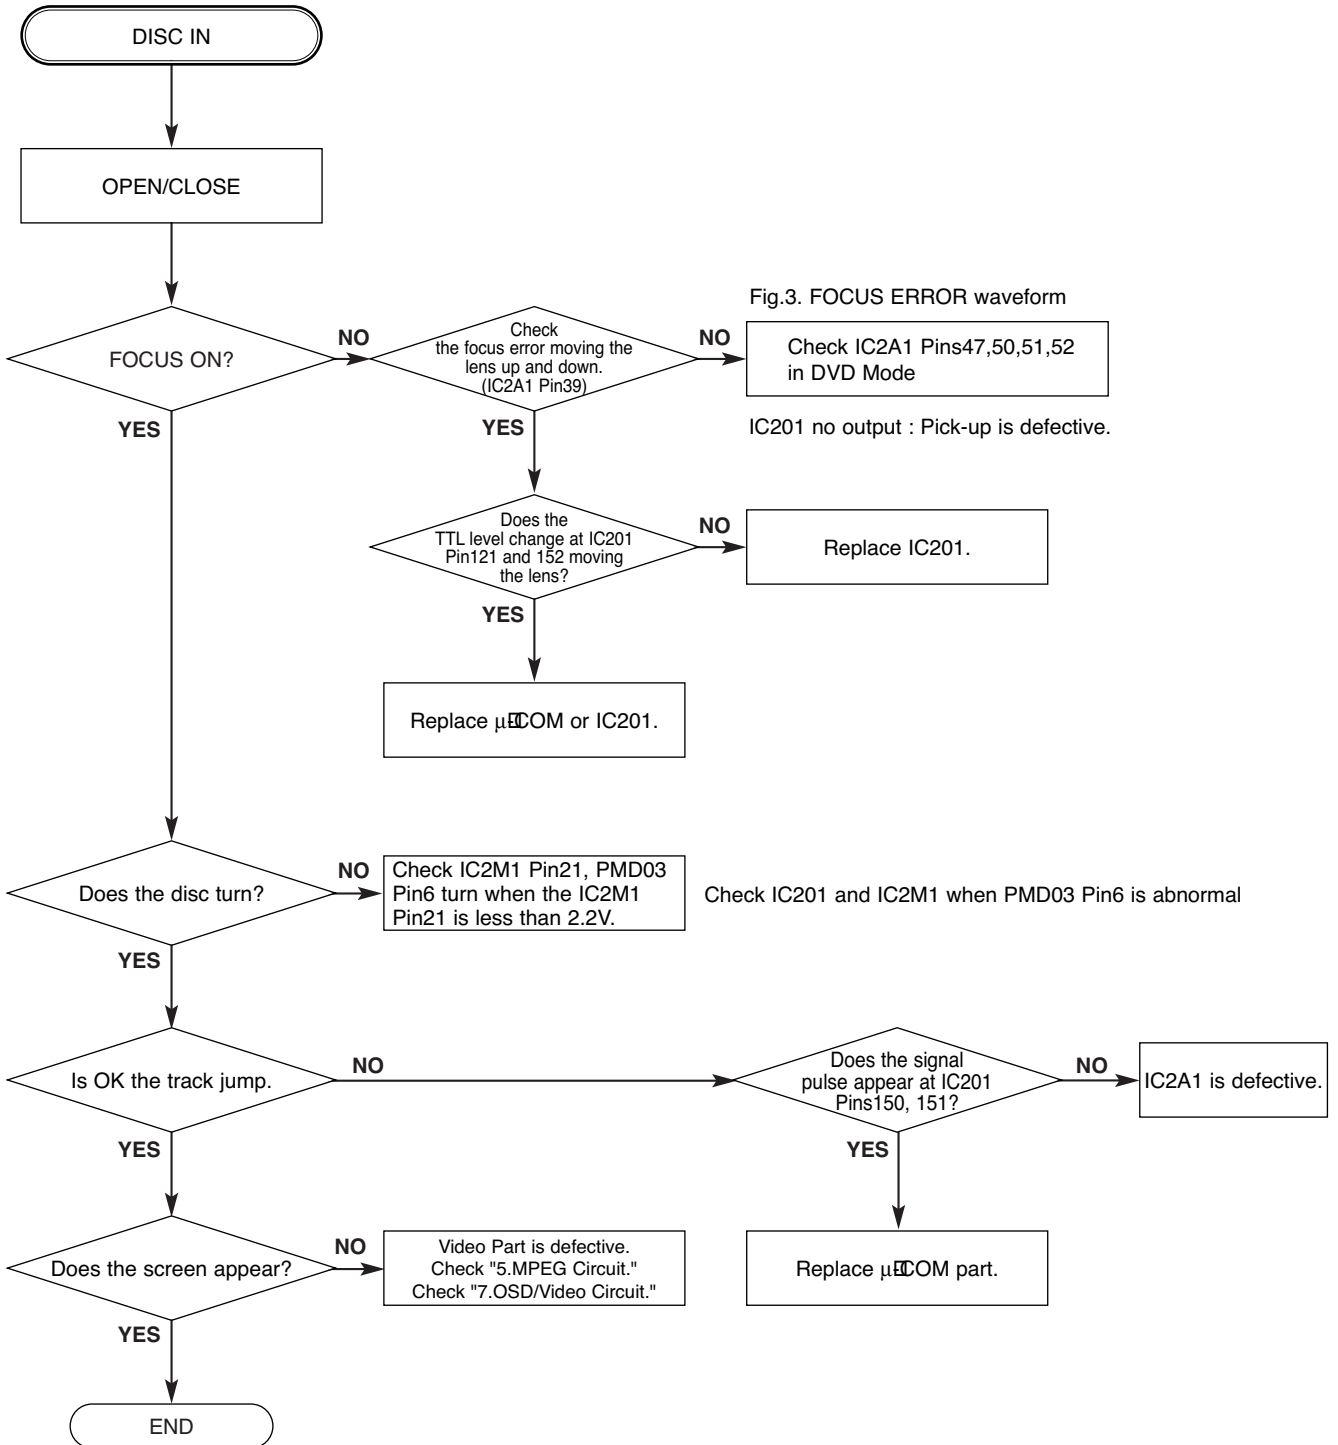 DISC IN
OPEN/CLOSE
FOCUS ON?
NO
YES
Check
the focus error moving the
lens up and down.
(IC2A1 Pin39)
NO
YES
Fig.3. FOCUS ERROR waveform
Check IC2A1 Pins47,50,51,52
in DVD Mode
IC201 no output : Pick-up is defective.
Does the
TTL level change at IC201
Pin121 and 152 moving
the lens?
NO
YES
Replace IC201.
Replace µ-COM or IC201.
Does the disc turn?
NO
YES
Check IC2M1 Pin21, PMD03
Pin6 turn when the IC2M1
Pin21 is less than 2.2V.
Check IC201 and IC2M1 when PMD03 Pin6 is abnormal
Is OK the track jump.
NO
YES
Does the signal
pulse appear at IC201
Pins150, 151?
NO
YES
IC2A1 is defective.
Replace µ-COM part.
Does the screen appear?
NO
YES
Video Part is defective.
Check "5.MPEG Circuit."
Check "7.OSD/Video Circuit."
END